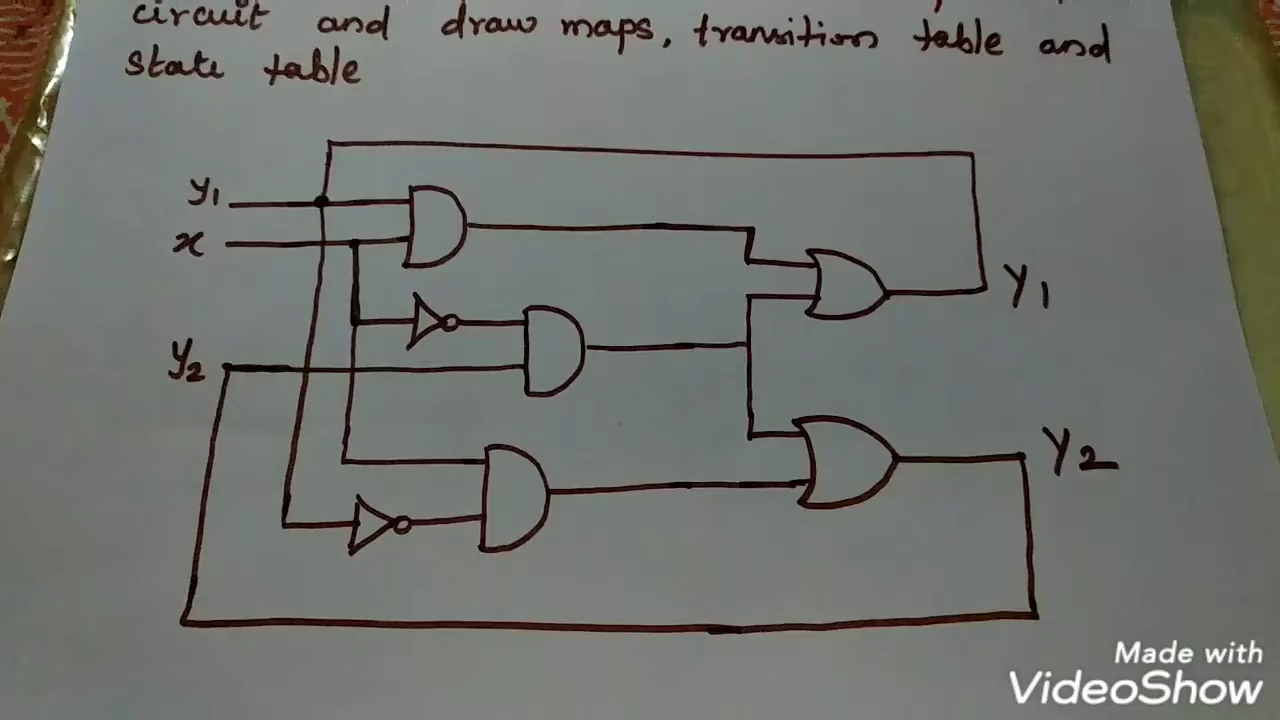 circuit and draw maps, transition table and
state table
y1
x
y2
Y1
Y2
Made with
VideoShow